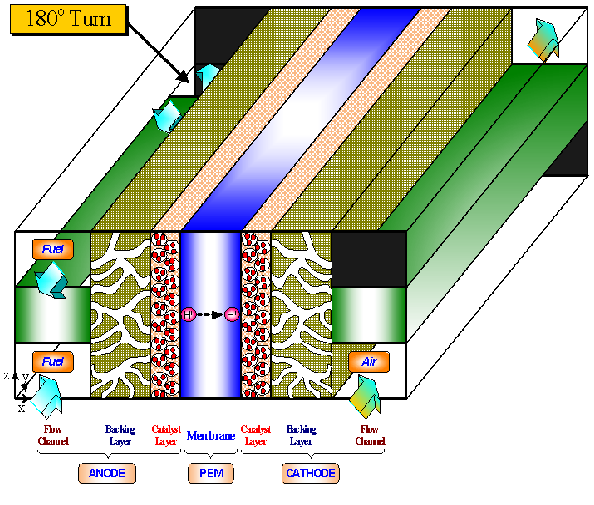 180° Turn
Fuel
Fuel
Air
H
Z Y
X
Flow Channel
Backing Layer
Catalyst Layer
Membrane
Catalyst Layer
Backing Layer
Flow Channel
ANODE
PEM
CATHODE